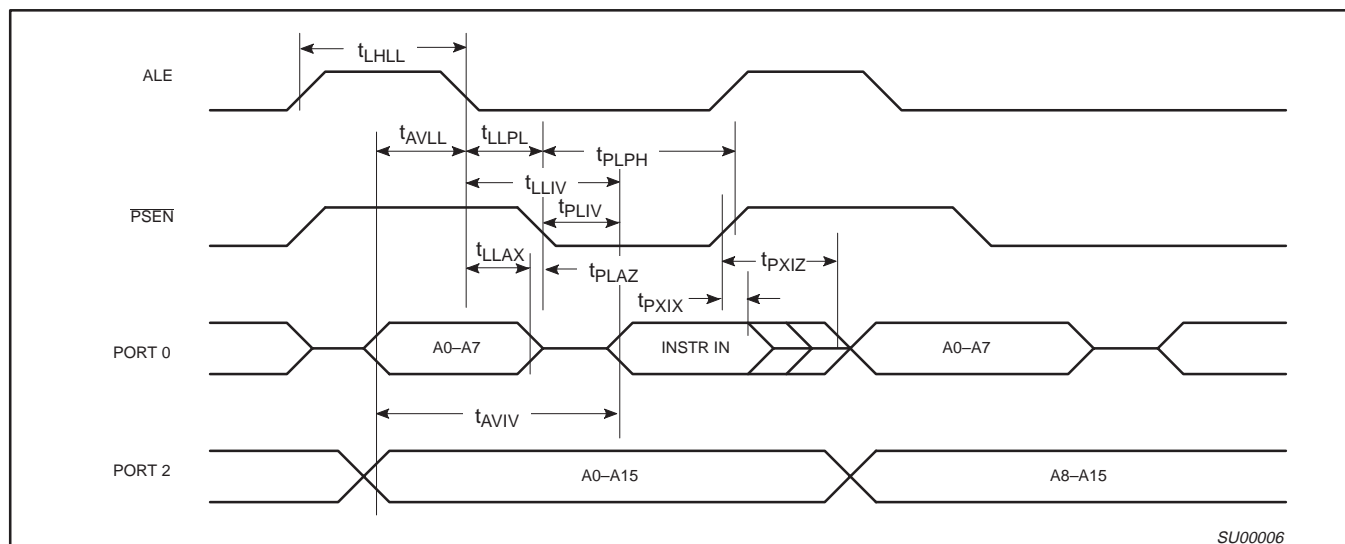 tLHLL
ALE
tAVLL tLLPL
tPLPH
tLLIV
PSEN
tPLIV
tLLAX
tPLAZ
tPXIZ
tPXIX
PORT 0
A0–A7
INSTR IN
A0–A7
tAVIV
PORT 2
A0–A15
A8–A15
SU00006